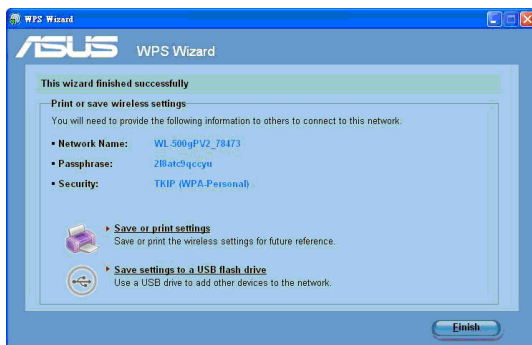 WPS Wizard
ASUS WPS Wizard
This wizard finished successfully
Print or save wireless settings
You will need to provide the following information to others to connect to this network.
▪ Network Name: WL-500gPV2_78473
▪ Passphrase: 2l8atc9qccyu
▪ Security: TKIP (WPA-Personal)
Save or print settings
Save or print the wireless settings for future reference.
Save settings to a USB flash drive
Use a USB drive to add other devices to the network.
Finish